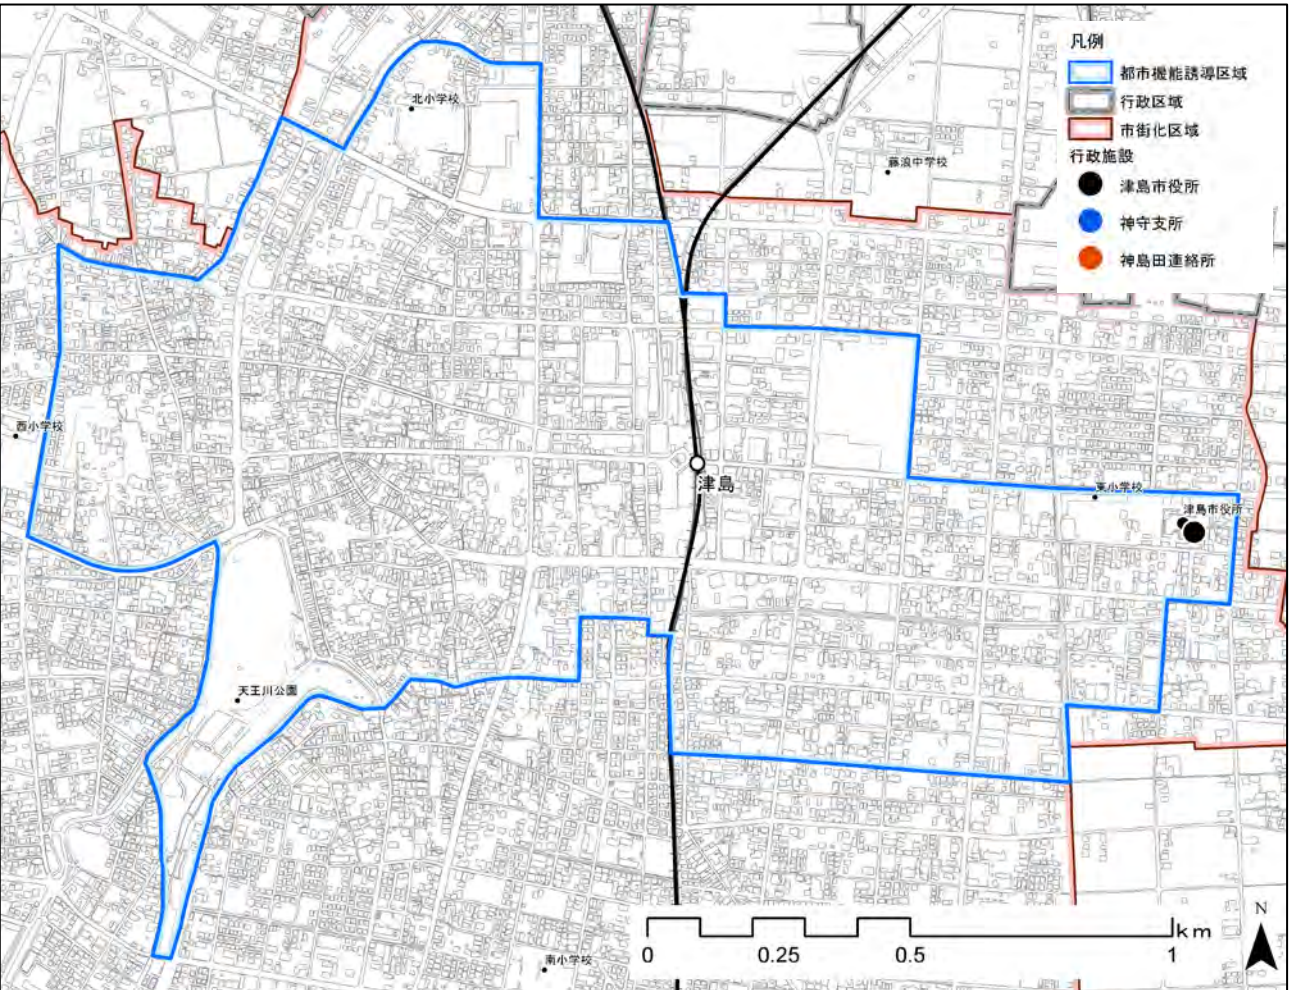 凡例
都市機能誘導区域
行政区域
市街化区域
行政施設
津島市役所
神守支所
神島田連絡所
北小学校
藤浪中学校
西小学校
津島
東小学校
津島市役所
天王川公園
南小学校
km
0
0.25
0.5
1
N